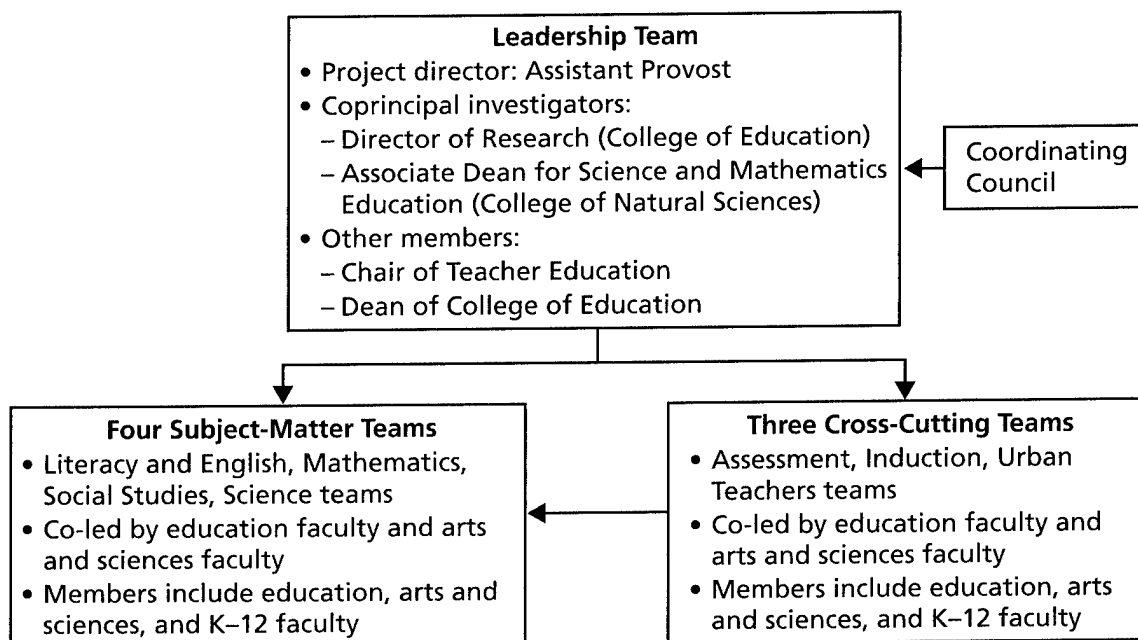 Leadership Team
• Project director: Assistant Provost
• Coprincipal investigators:
– Director of Research (College of Education)
– Associate Dean for Science and Mathematics
Education (College of Natural Sciences)
• Other members:
– Chair of Teacher Education
– Dean of College of Education
Coordinating
Council
Four Subject-Matter Teams
• Literacy and English, Mathematics,
Social Studies, Science teams
• Co-led by education faculty and arts
and sciences faculty
• Members include education, arts and
sciences, and K–12 faculty
Three Cross-Cutting Teams
• Assessment, Induction, Urban
Teachers teams
• Co-led by education faculty and
arts and sciences faculty
• Members include education, arts
and sciences, and K–12 faculty